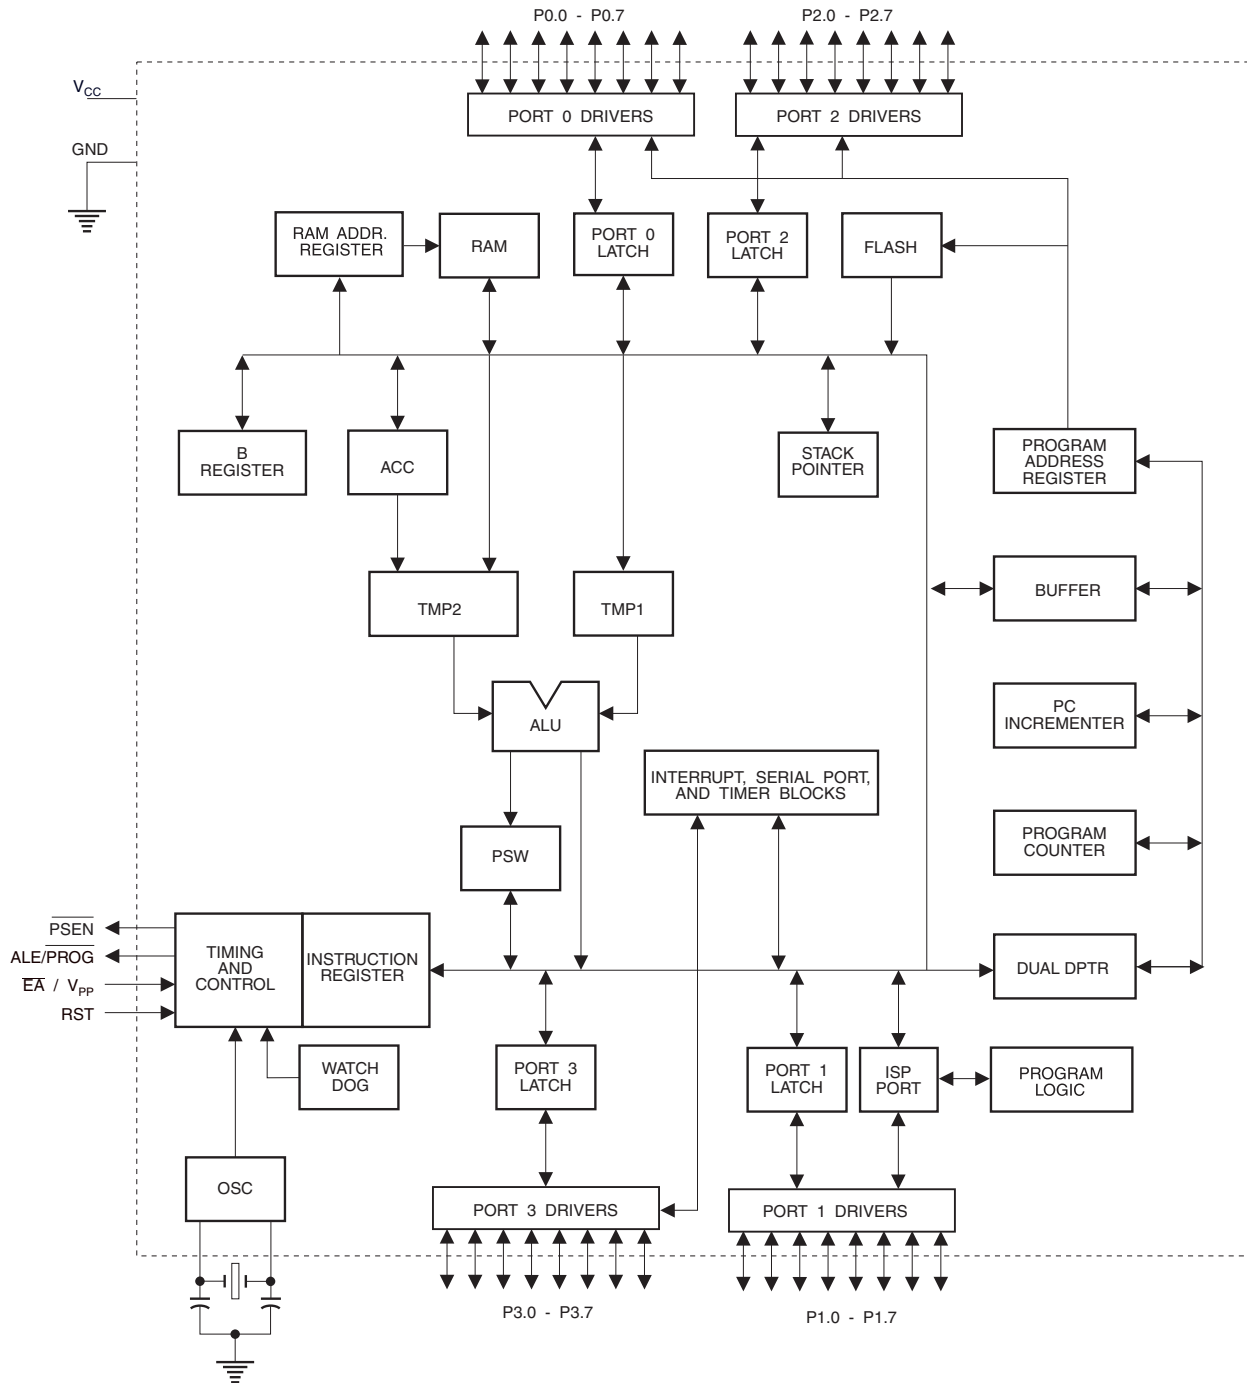 P0.0 - P0.7
P2.0 - P2.7
VCC
PORT 0 DRIVERS
PORT 2 DRIVERS
GND
RAM ADDR.
REGISTER
RAM
PORT 0
LATCH
PORT 2
LATCH
FLASH
B
REGISTER
ACC
STACK
POINTER
PROGRAM
ADDRESS
REGISTER
BUFFER
TMP2
TMP1
ALU
PC
INCREMENTER
INTERRUPT, SERIAL PORT,
AND TIMER BLOCKS
PROGRAM
COUNTER
PSW
PSEN
ALE/PROG
EA / VPP
RST
TIMING
AND
CONTROL
INSTRUCTION
REGISTER
DUAL DPTR
WATCH
DOG
PORT 3
LATCH
PORT 1
LATCH
ISP
PORT
PROGRAM
LOGIC
OSC
PORT 3 DRIVERS
PORT 1 DRIVERS
P3.0 - P3.7
P1.0 - P1.7